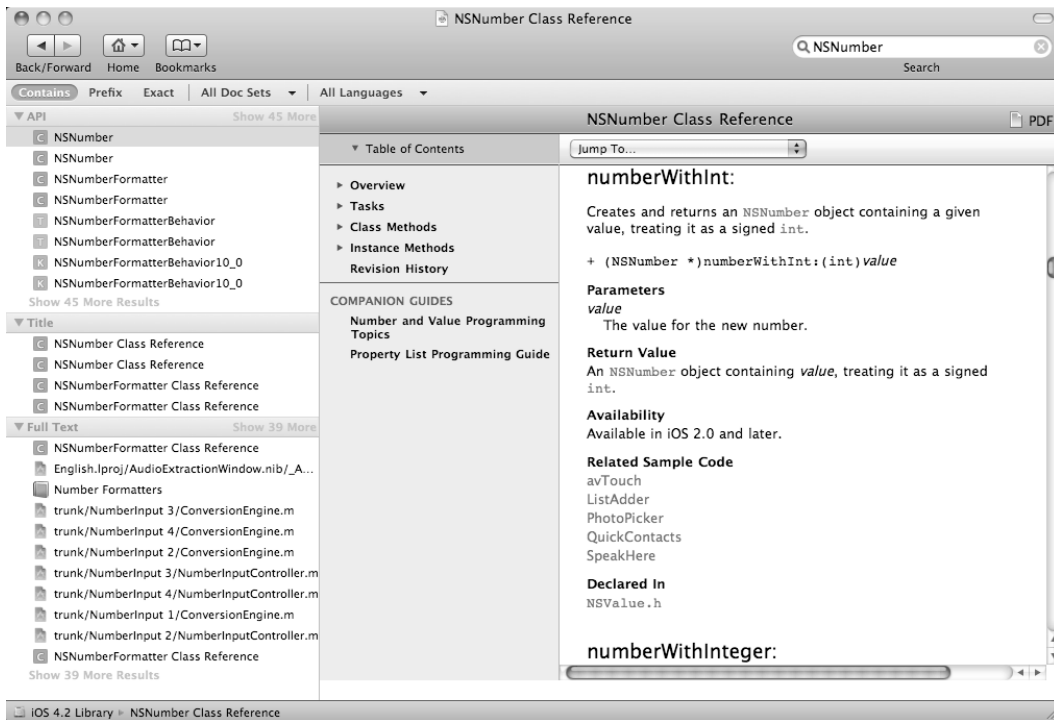 NSNumber Class Reference
NSNumber
Back/Forward Home Bookmarks
Search
Contains Prefix Exact All Doc Sets All Languages
API Show 45 More
NSNumber
NSNumber
NSNumberFormatter
NSNumberFormatter
NSNumberFormatterBehavior
NSNumberFormatterBehavior
NSNumberFormatterBehavior10_0
NSNumberFormatterBehavior10_0
Show 45 More Results
Title
NSNumber Class Reference
NSNumber Class Reference
NSNumberFormatter Class Reference
NSNumberFormatter Class Reference
Full Text Show 39 More
NSNumberFormatter Class Reference
English.lproj/AudioExtractionWindow.nib/_A...
Number Formatters
trunk/NumberInput 3/ConversionEngine.m
trunk/NumberInput 4/ConversionEngine.m
trunk/NumberInput 2/ConversionEngine.m
trunk/NumberInput 3/NumberInputController.m
trunk/NumberInput 4/NumberInputController.m
trunk/NumberInput 1/ConversionEngine.m
trunk/NumberInput 2/NumberInputController.m
NSNumberFormatter Class Reference
Show 39 More Results
NSNumber Class Reference PDF
Table of Contents
Jump To...
Overview
Tasks
Class Methods
Instance Methods
Revision History
COMPANION GUIDES
Number and Value Programming
Topics
Property List Programming Guide
numberWithInt:
Creates and returns an NSNumber object containing a given
value, treating it as a signed int.
+ (NSNumber *)numberWithInt:(int)value
Parameters
value
The value for the new number.
Return Value
An NSNumber object containing value, treating it as a signed
int.
Availability
Available in iOS 2.0 and later.
Related Sample Code
avTouch
ListAdder
PhotoPicker
QuickContacts
SpeakHere
Declared In
NSValue.h
numberWithInteger:
iOS 4.2 Library NSNumber Class Reference